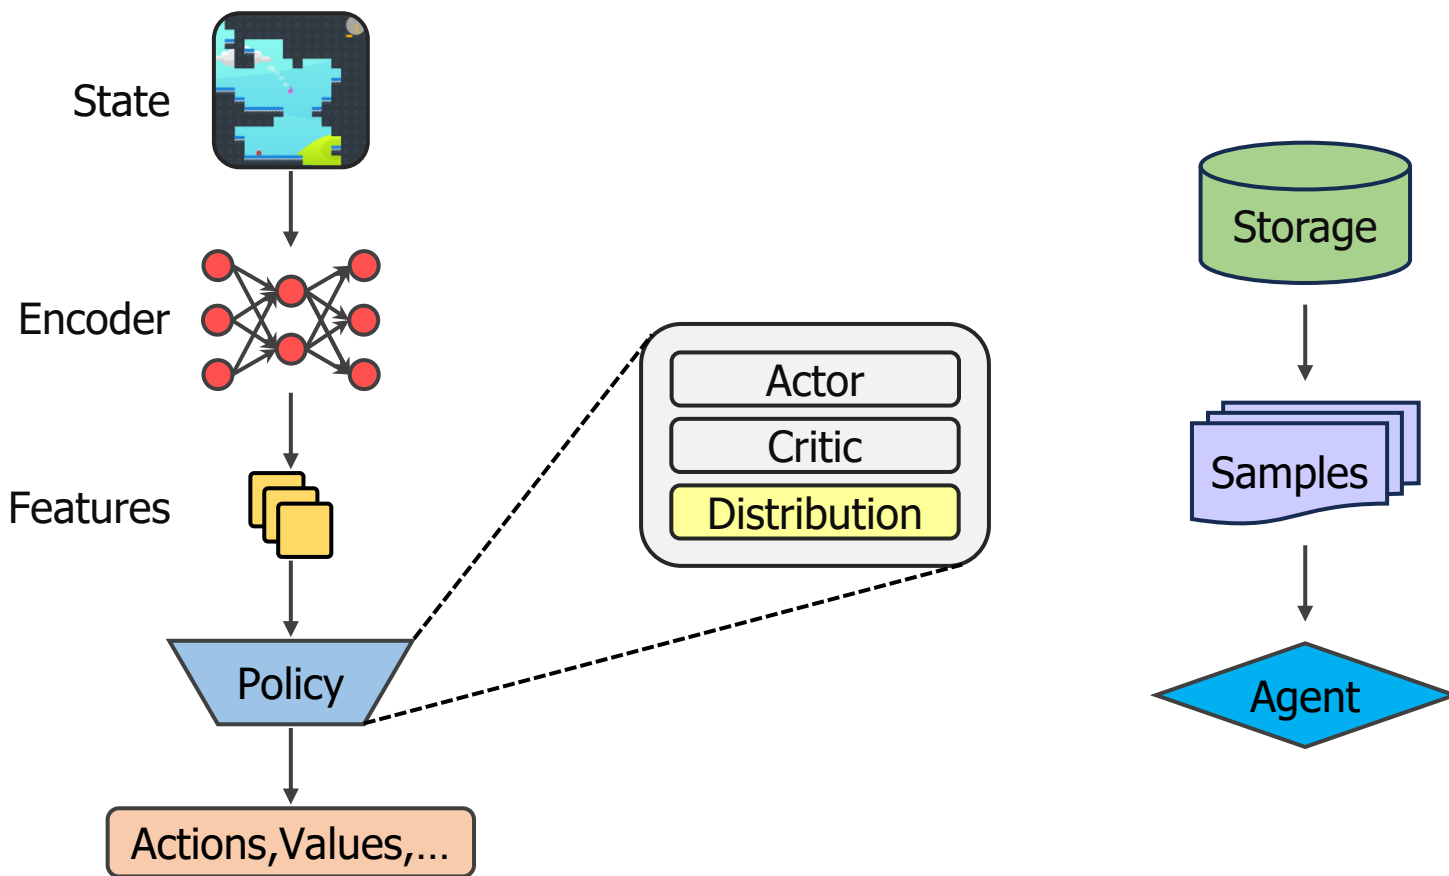 State
Encoder
Features
Policy
Actions,Values,...
Actor
Critic
Distribution
Storage
Samples
Agent